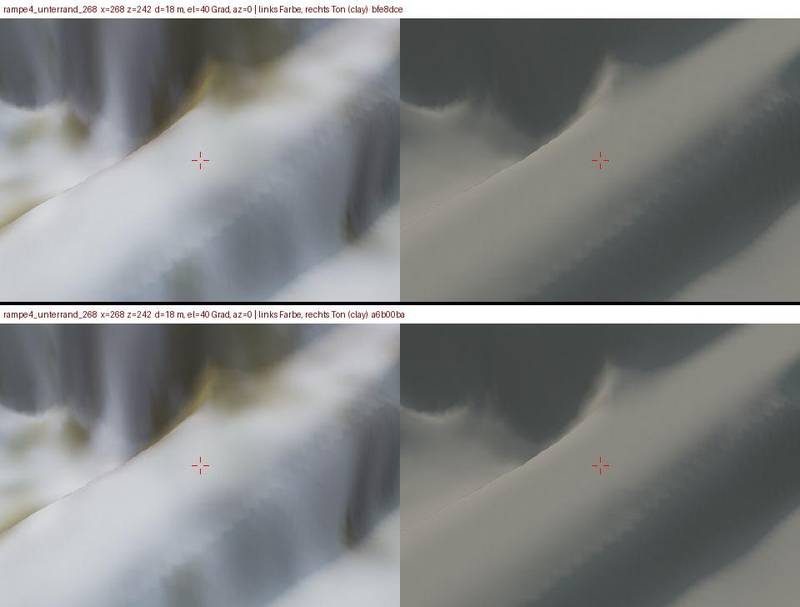 rampe4_unterrand_268 x=268 z=242 d=18 m, el=40 Grad, az=0 | links Farbe, rechts Ton (clay) bfe8dce
rampe4_unterrand_268 x=268 z=242 d=18 m, el=40 Grad, az=0 | links Farbe, rechts Ton (clay) a6b00ba